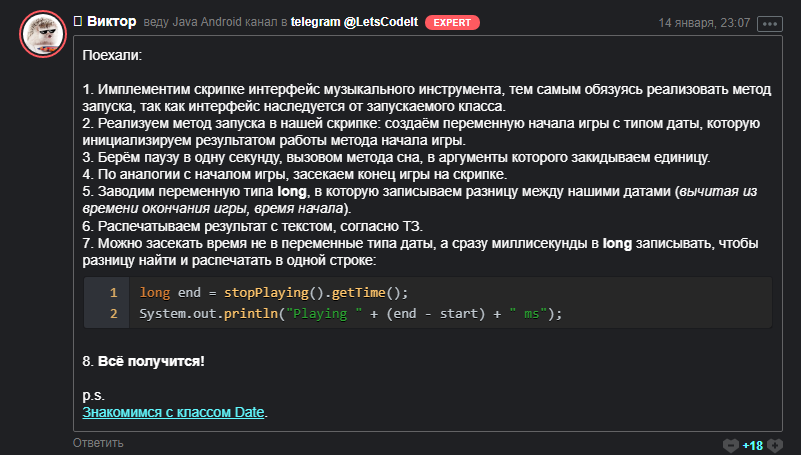 Виктор веду Java Android канал в telegram @LetsCodeIt EXPERT 14 января, 23:07
Поехали:
1. Имплементим скрипке интерфейс музыкального инструмента, тем самым обязуясь реализовать метод
запуска, так как интерфейс наследуется от запускаемого класса.
2. Реализуем метод запуска в нашей скрипке: создаём переменную начала игры с типом даты, которую
инициализируем результатом работы метода начала игры.
3. Берём паузу в одну секунду, вызовом метода сна, в аргументы которого закидываем единицу.
4. По аналогии с началом игры, засекаем конец игры на скрипке.
5. Заводим переменную типа long, в которую записываем разницу между нашими датами (вычитая из
времени окончания игры, время начала).
6. Распечатываем результат с текстом, согласно ТЗ.
7. Можно засекать время не в переменные типа даты, а сразу миллисекунды в long записывать, чтобы
разницу найти и распечатать в одной строке:
1 long end = stopPlaying().getTime();
2 System.out.println("Playing " + (end - start) + " ms");
8. Всё получится!
p.s.
Знакомимся с классом Date.
Ответить
+18